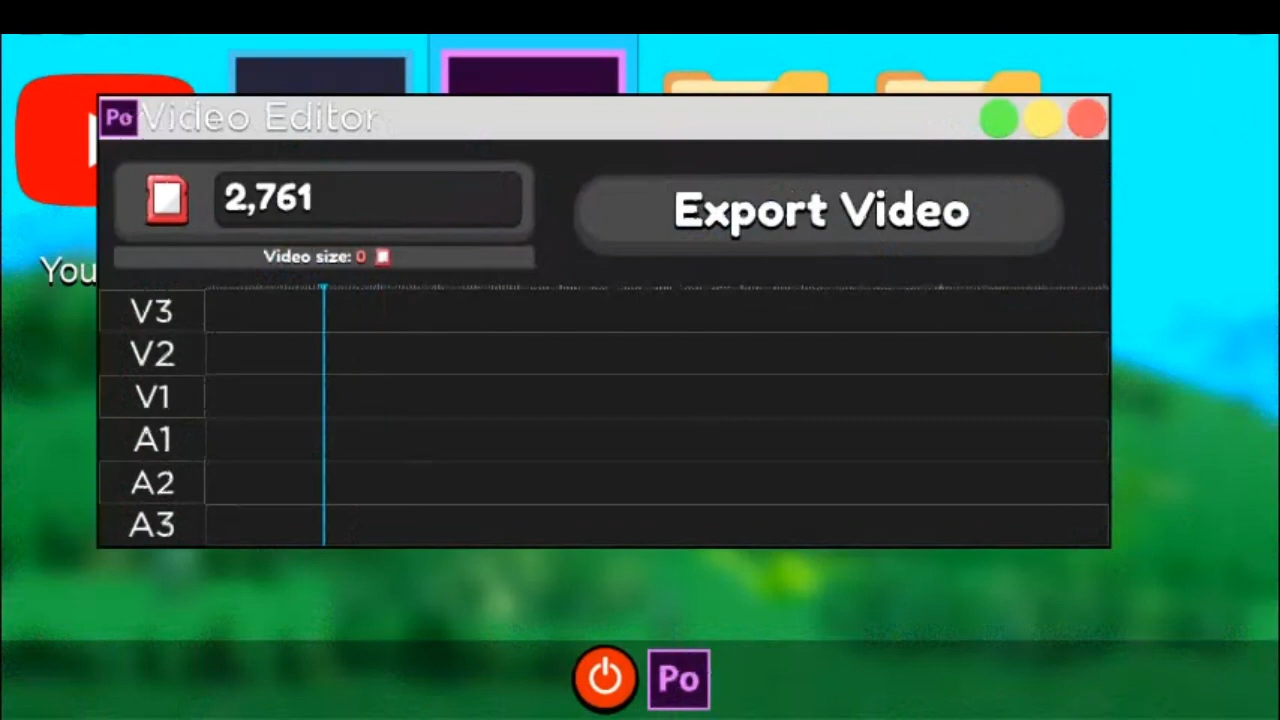 Po Video Editor
2,761
Export Video
Video size: 0
You
V3
V2
V1
A1
A2
A3
Po